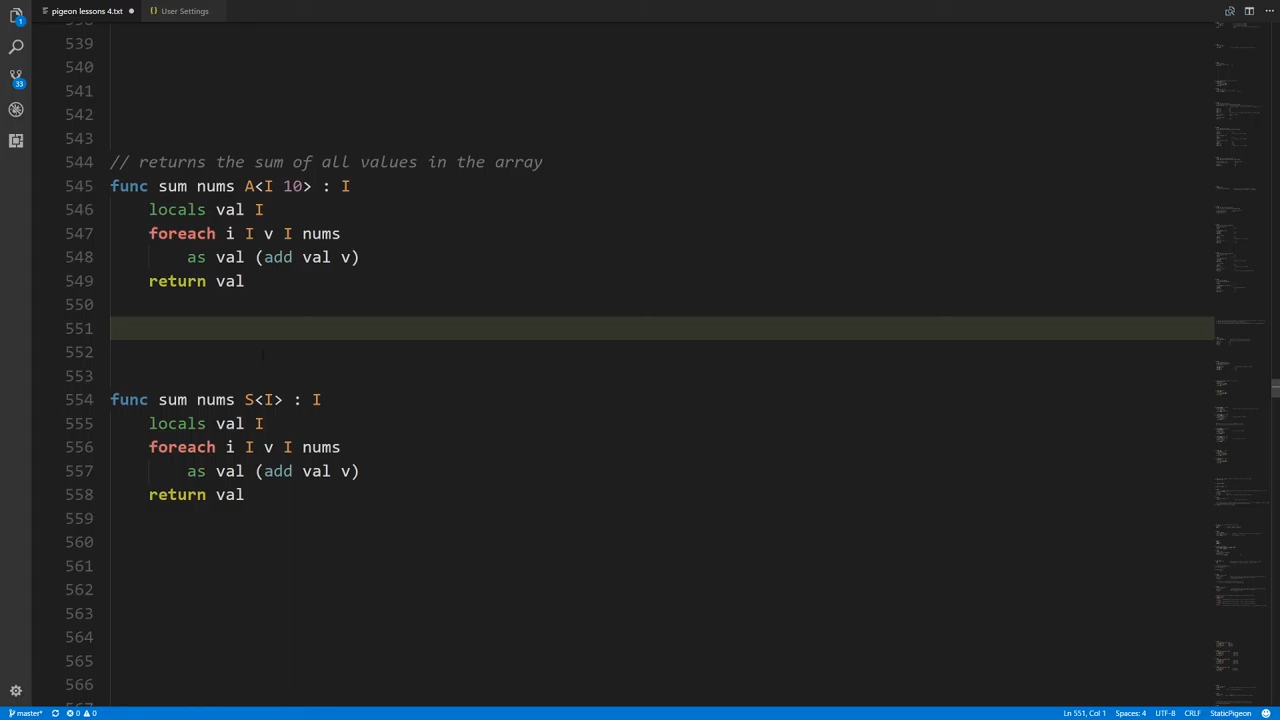 pigeon lessons 4.txt
User Settings
539
540
541
542
543
544 // returns the sum of all values in the array
545 func sum nums A<I 10> : I
546 locals val I
547 foreach i I v I nums
548 as val (add val v)
549 return val
550
551
552
553
554 func sum nums S<I> : I
555 locals val I
556 foreach i I v I nums
557 as val (add val v)
558 return val
559
560
561
562
563
564
565
566
1
33
master* 0 0 Ln 551, Col 1 Spaces: 4 UTF-8 CRLF StaticPigeon